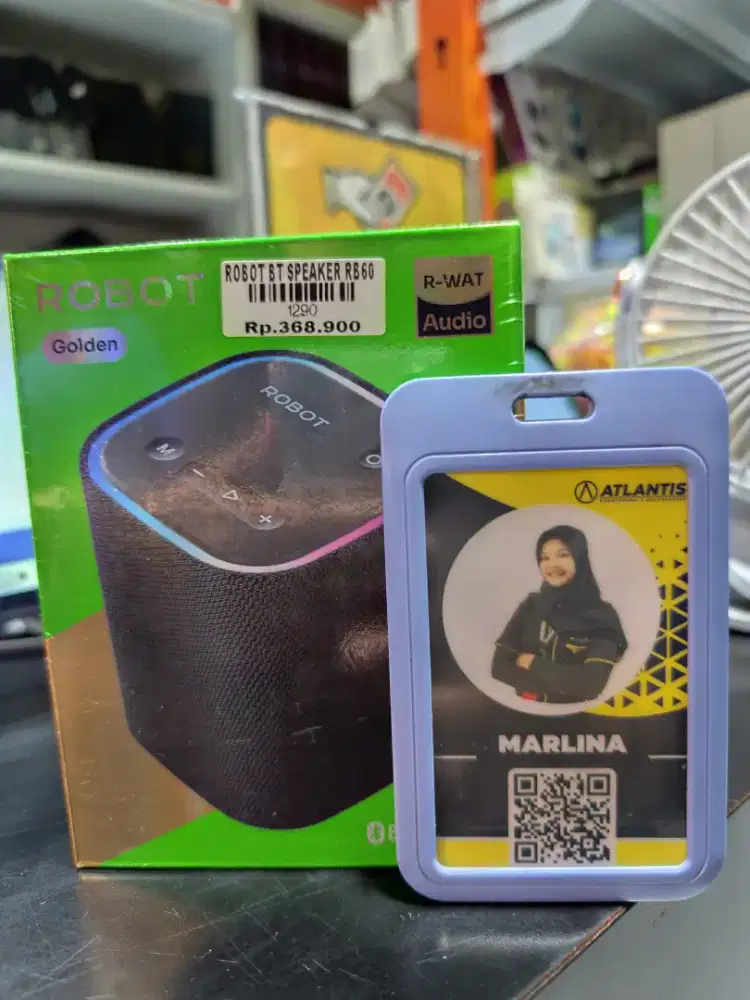 ROBOT
Golden
ROBOT BT SPEAKER RB60
1290
Rp.368.900
R-WAT
Audio
ROBOT
M
ATLANTIS
MARLINA